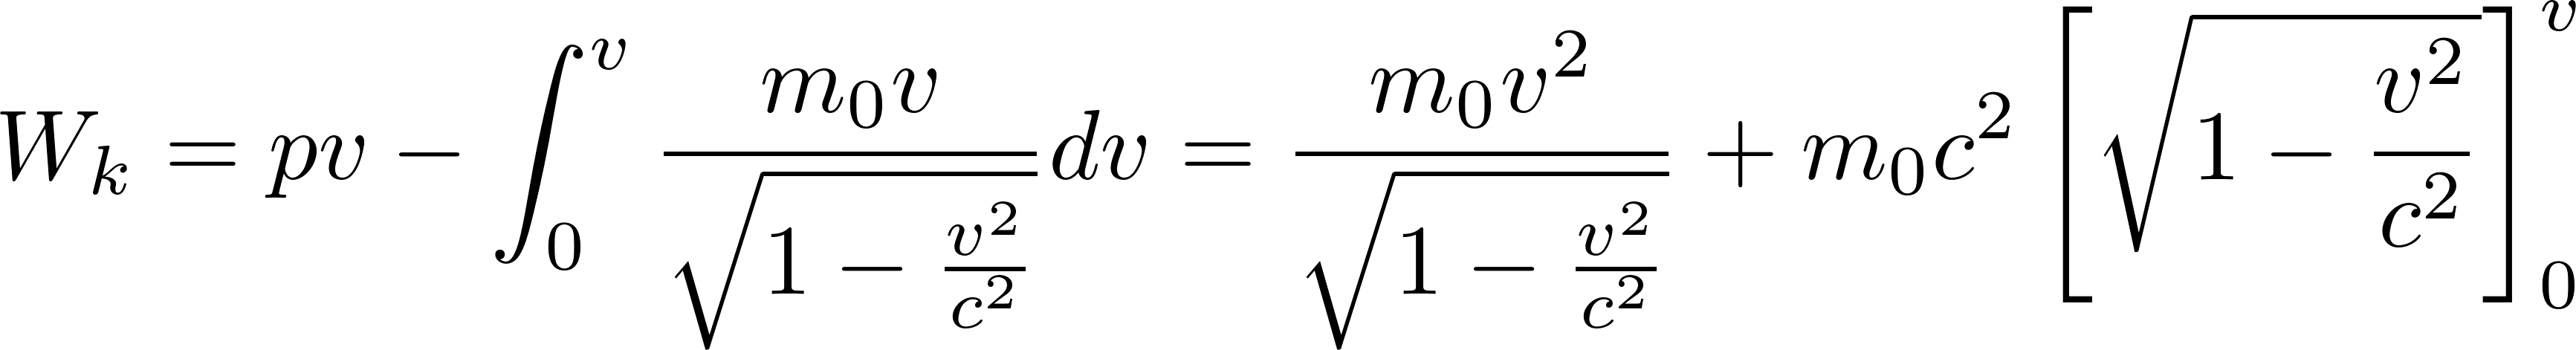 $W_k = pv - \int_0^v \frac{m_0 v}{\sqrt{1 - \frac{v^2}{c^2}}} dv = \frac{m_0 v^2}{\sqrt{1 - \frac{v^2}{c^2}}} + m_0 c^2 \left[ \sqrt{1 - \frac{v^2}{c^2}} \right]_0^v$